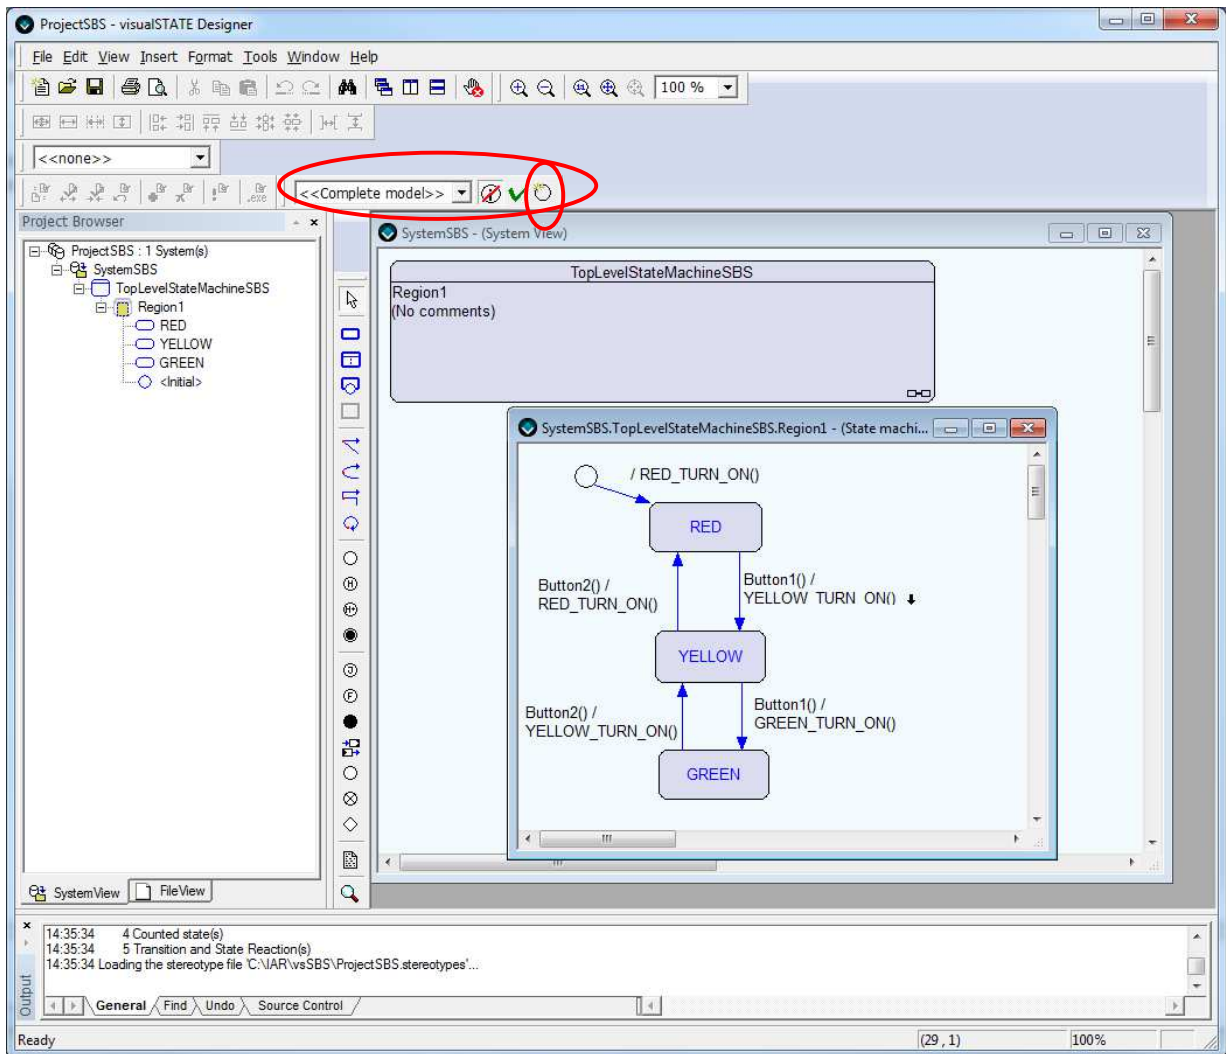 ProjectSBS - visualSTATE Designer
File Edit View Insert Format Tools Window Help
100 %
<<none>>
<<Complete model>>
Project Browser
ProjectSBS : 1 System(s)
SystemSBS
TopLevelStateMachineSBS
Region1
RED
YELLOW
GREEN
<Initial>
SystemView FileView
SystemSBS - (System View)
TopLevelStateMachineSBS
Region1
(No comments)
SystemSBS.TopLevelStateMachineSBS.Region1 - (State machi...
/ RED_TURN_ON()
RED
Button2() /
RED_TURN_ON()
Button1() /
YELLOW_TURN_ON()
YELLOW
Button2() /
YELLOW_TURN_ON()
Button1() /
GREEN_TURN_ON()
GREEN
Output
14:35:34 4 Counted state(s)
14:35:34 5 Transition and State Reaction(s)
14:35:34 Loading the stereotype file 'C:\IAR\vsSBS\ProjectSBS.stereotypes'...
General Find Undo Source Control
Ready
(29 , 1)
100%